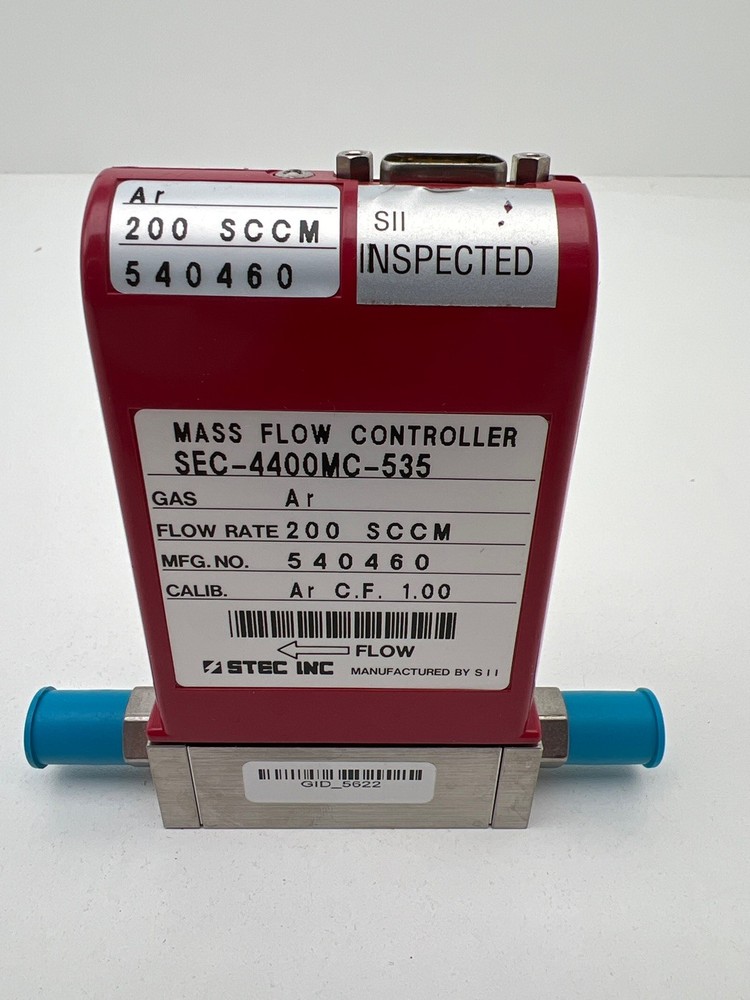 Ar
200 SCCM
540460
SII
INSPECTED
MASS FLOW CONTROLLER
SEC-4400MC-535
GAS Ar
FLOW RATE 200 SCCM
MFG.NO. 540460
CALIB. Ar C.F. 1.00
FLOW
STEC INC MANUFACTURED BY SII
GID_5622